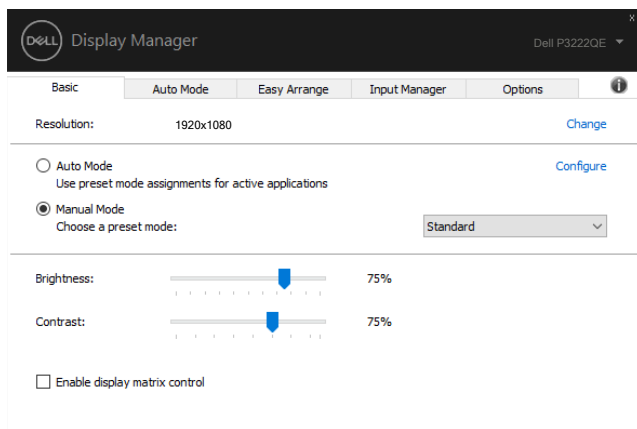 DELL Display Manager
Dell P3222QE
Basic Auto Mode Easy Arrange Input Manager Options
Resolution: 1920x1080 Change
Auto Mode Configure
Use preset mode assignments for active applications
Manual Mode
Choose a preset mode: Standard
Brightness: 75%
Contrast: 75%
Enable display matrix control